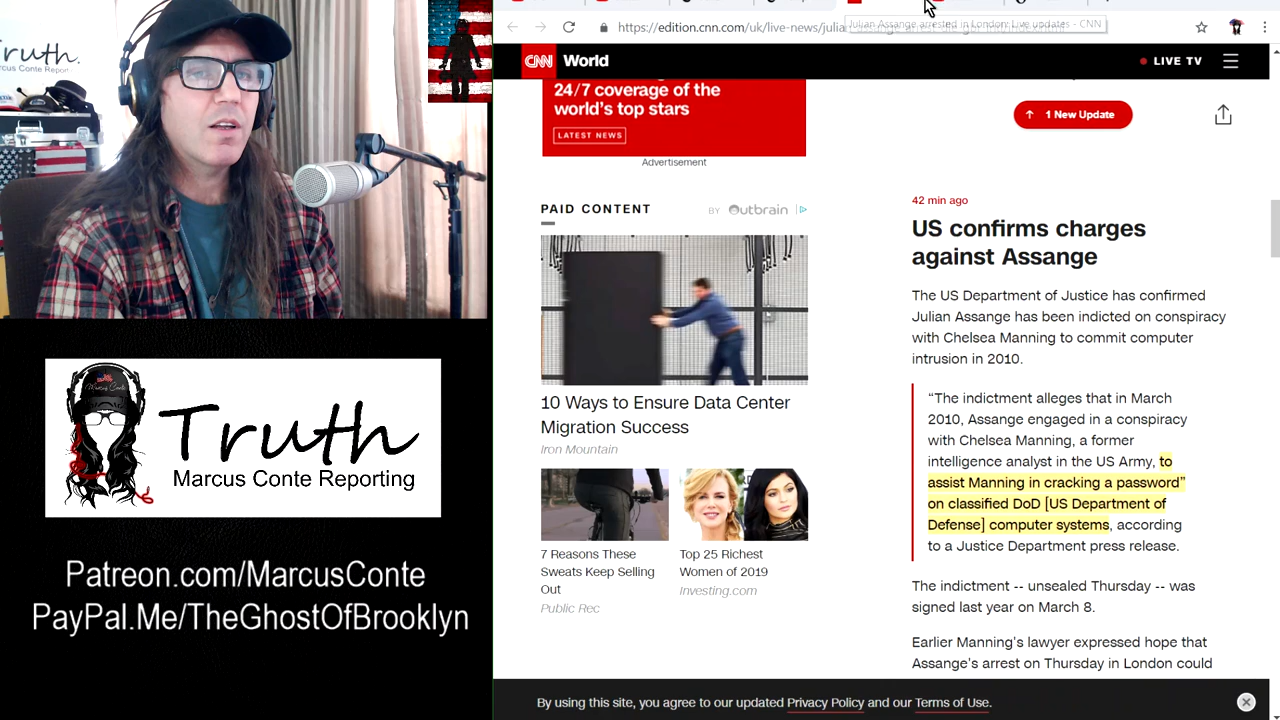 Truth.
arcus Conte Report
https://edition.cnn.com/uk/live-news/julia
Julian Assange arrested in London: Live updates - CNN
CNN World
LIVE TV
24/7 coverage of the
world's top stars
LATEST NEWS
Advertisement
1 New Update
PAID CONTENT
BY Outbrain
10 Ways to Ensure Data Center
Migration Success
Iron Mountain
7 Reasons These
Sweats Keep Selling
Out
Public Rec
Top 25 Richest
Women of 2019
Investing.com
42 min ago
US confirms charges
against Assange
The US Department of Justice has confirmed
Julian Assange has been indicted on conspiracy
with Chelsea Manning to commit computer
intrusion in 2010.
“The indictment alleges that in March
2010, Assange engaged in a conspiracy
with Chelsea Manning, a former
intelligence analyst in the US Army, to
assist Manning in cracking a password”
on classified DoD [US Department of
Defense] computer systems, according
to a Justice Department press release.
The indictment -- unsealed Thursday -- was
signed last year on March 8.
Earlier Manning's lawyer expressed hope that
Assange's arrest on Thursday in London could
By using this site, you agree to our updated Privacy Policy and our Terms of Use.
Marcus Conte
Truth
Marcus Conte Reporting
Patreon.com/MarcusConte
PayPal.Me/TheGhostOfBrooklyn